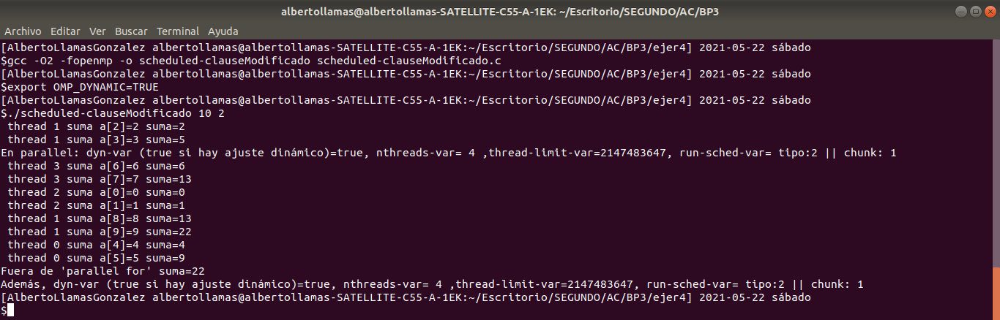 albertollamas@albertollamas-SATELLITE-C55-A-1EK: ~/Escritorio/SEGUNDO/AC/BP3
Archivo Editar Ver Buscar Terminal Ayuda
[AlbertoLlamasGonzalez albertollamas@albertollamas-SATELLITE-C55-A-1EK:~/Escritorio/SEGUNDO/AC/BP3/ejer4] 2021-05-22 sábado
$gcc -O2 -fopenmp -o scheduled-clauseModificado scheduled-clauseModificado.c
[AlbertoLlamasGonzalez albertollamas@albertollamas-SATELLITE-C55-A-1EK:~/Escritorio/SEGUNDO/AC/BP3/ejer4] 2021-05-22 sábado
$export OMP_DYNAMIC=TRUE
[AlbertoLlamasGonzalez albertollamas@albertollamas-SATELLITE-C55-A-1EK:~/Escritorio/SEGUNDO/AC/BP3/ejer4] 2021-05-22 sábado
$./scheduled-clauseModificado 10 2
 thread 1 suma a[2]=2 suma=2
 thread 1 suma a[3]=3 suma=5
En parallel: dyn-var (true si hay ajuste dinámico)=true, nthreads-var= 4 ,thread-limit-var=2147483647, run-sched-var= tipo:2 || chunk: 1
 thread 3 suma a[6]=6 suma=6
 thread 3 suma a[7]=7 suma=13
 thread 2 suma a[0]=0 suma=0
 thread 2 suma a[1]=1 suma=1
 thread 1 suma a[8]=8 suma=13
 thread 1 suma a[9]=9 suma=22
 thread 0 suma a[4]=4 suma=4
 thread 0 suma a[5]=5 suma=9
Fuera de 'parallel for' suma=22
Además, dyn-var (true si hay ajuste dinámico)=true, nthreads-var= 4 ,thread-limit-var=2147483647, run-sched-var= tipo:2 || chunk: 1
[AlbertoLlamasGonzalez albertollamas@albertollamas-SATELLITE-C55-A-1EK:~/Escritorio/SEGUNDO/AC/BP3/ejer4] 2021-05-22 sábado
$